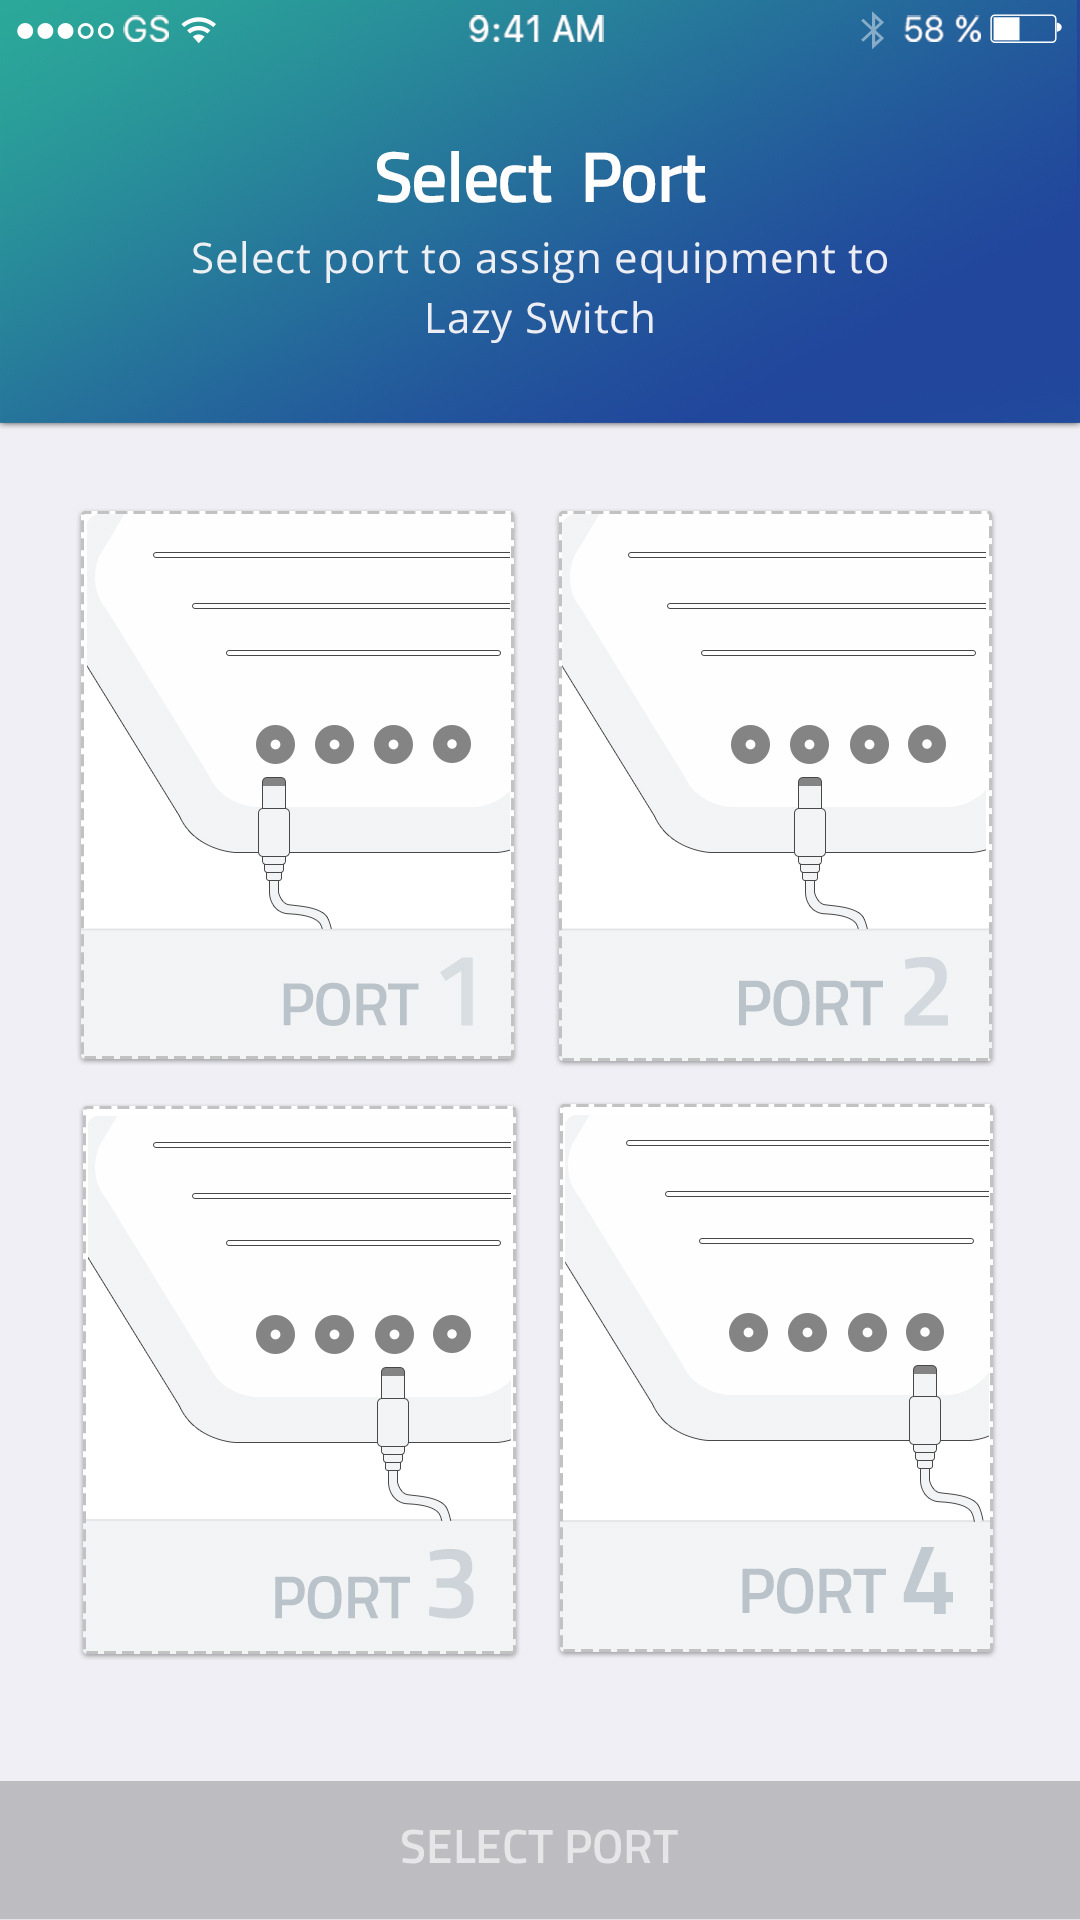 GS 9:41 AM 58 %
Select Port
Select port to assign equipment to
Lazy Switch
PORT 1
PORT 2
PORT 3
PORT 4
SELECT PORT